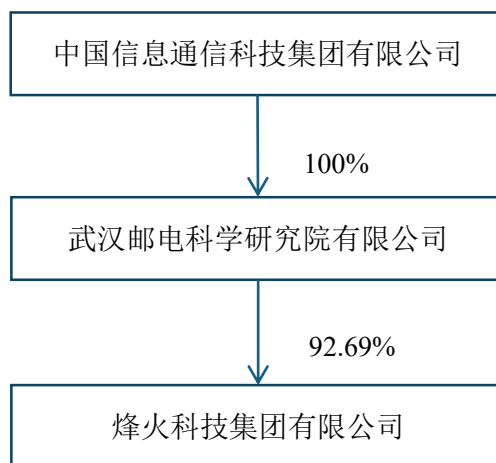 中国信息通信科技集团有限公司
100%
武汉邮电科学研究院有限公司
92.69%
烽火科技集团有限公司